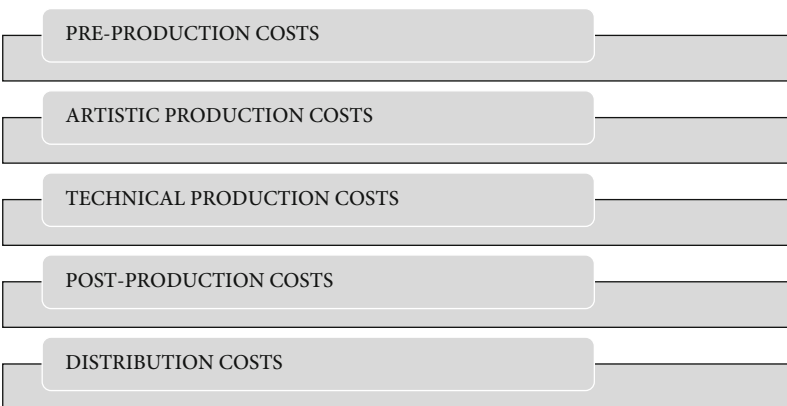 PRE-PRODUCTION COSTS
ARTISTIC PRODUCTION COSTS
TECHNICAL PRODUCTION COSTS
POST-PRODUCTION COSTS
DISTRIBUTION COSTS